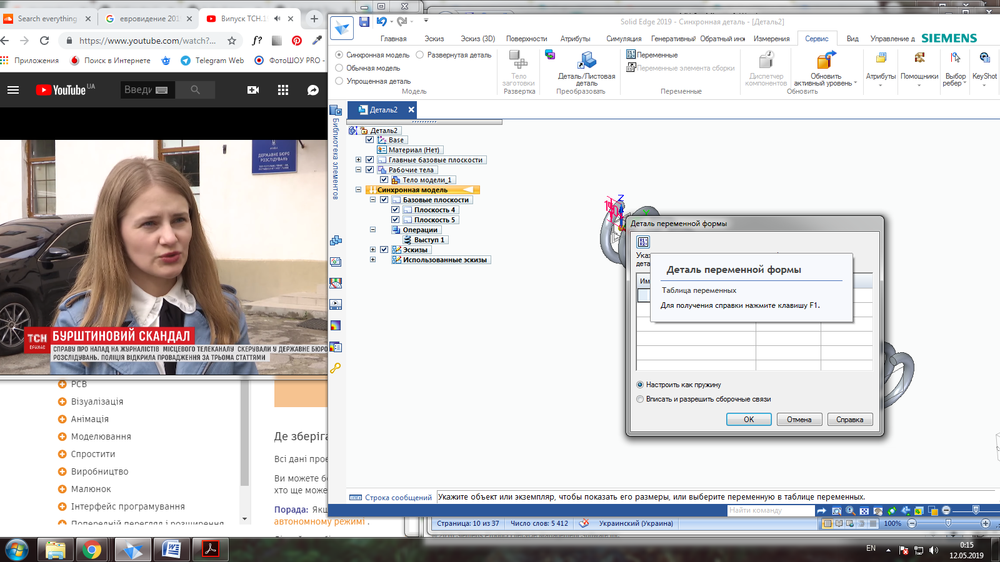 Search everything
евровидение 201
Випуск ТСН.1
https://www.youtube.com/watch?...
f?
Приложения
Поиск в Интернете
Telegram Web
ФотоШОУ PRO -
YouTube UA
Введи
ДЕРЖАВНЕ БЮРО
РОЗСЛІДУВАНЬ
ТСН
ВРАЖАЄ
БУРШТИНОВИЙ СКАНДАЛ
СПРАВУ ПРО НАПАД НА ЖУРНАЛІСТІВ МІСЦЕВОГО ТЕЛЕКАНАЛУ СКЕРУВАЛИ У ДЕРЖАВНЕ БЮРО
РОЗСЛІДУВАНЬ. ПОЛІЦІЯ ВІДКРИЛА ПРОВАДЖЕННЯ ЗА ТРЬОМА СТАТТЯМИ
PCB
Візуалізація
Анімація
Моделювання
Спростити
Виробництво
Малюнок
Інтерфейс програмування
Попередній перегляд і розширення
Де зберіга
Всі дані прое
Ви можете б
хто ще може
Порада: Якщ
автономному режимі .
Solid Edge 2019 - Синхронная деталь - [Деталь2]
Главная
Эскиз
Эскиз (3D)
Поверхности
Атрибуты
Симуляция
Генеративный
Обратный инж
Измерения
Сервис
Вид
Управление д
SIEMENS
Синхронная модель
Развернутая деталь
Обычная модель
Упрощенная деталь
Модель
Тело
заготовки
Развертка
Деталь/Листовая
деталь
Преобразовать
Переменные
Переменные элемента сборки
Переменные
Диспетчер
компонентов
Обновить
активный уровень
Обновить
Атрибуты
Помощники
Выбор
ребер
KeyShot
Деталь2
Библиотека элементов
Деталь2
Base
Материал (Нет)
Главные базовые плоскости
Рабочие тела
Тело модели_1
Синхронная модель
Базовые плоскости
Плоскость 4
Плоскость 5
Операции
Выступ 1
Эскизы
Использованные эскизы
Z
Деталь переменной формы
Ука
дета
Им
Деталь переменной формы
Таблица переменных
Для получения справки нажмите клавишу F1.
Настроить как пружину
Вписать и разрешить сборочные связи
OK
Отмена
Справка
Строка сообщений
Укажите объект или экземпляр, чтобы показать его размеры, или выберите переменную в таблице переменных.
Найти команду
Страница: 10 из 37
Число слов: 5 412
Украинский (Украина)
100%
EN
0:15
12.05.2019